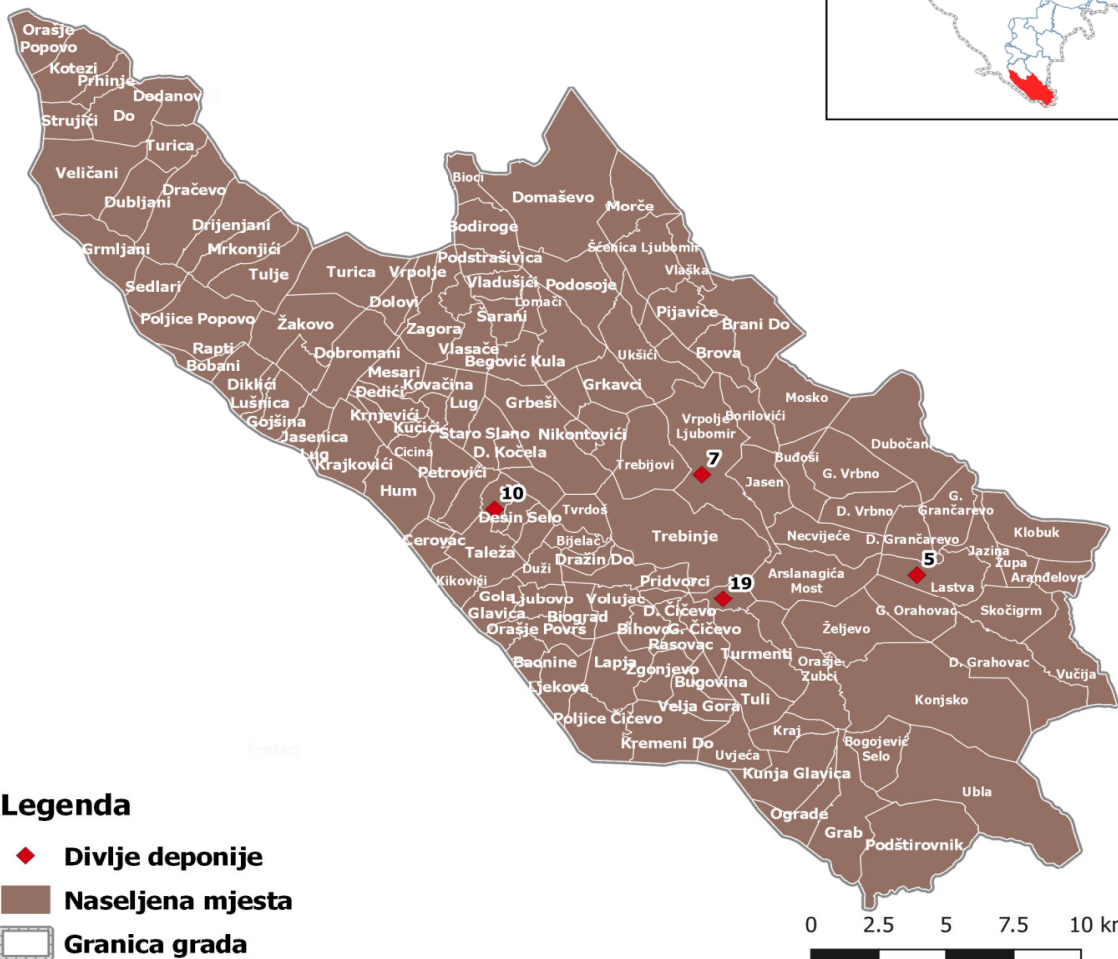 Orašje
Popovo
Kotezi
Prhinje
Dodanov
Strujići
Do
Turica
Veličani
Dračevo
Dubljani
Drijenjani
Grmljani
Mrkonjići
Tulje
Sedlari
Poljice Popovo
Žakovo
Rapti
Bobani
Diklići
Lušnica
Gojšina
Jasenica
Lug
Krajkovići
Hum
Bioci
Domaševo
Morče
Bodiroge
Šćenica Ljubomir
Podstrašivica
Vlaška
Turica
Vrpolje
Vladušići
Podosoje
Dolovi
Lomači
Šarani
Pijavice
Brani Do
Zagora
Vlasače
Dobromani
Begović Kula
Ukšići
Brova
Mesari
Kovačina
Grkavci
Đedići
Lug
Grbeši
Mosko
Krnjevići
Kučići
Staro Slano
Nikontovići
Vrpolje
Ljubomir
Borilovići
Dubočan
Cicina
D. Kočela
Petrovići
Trebijovi
7
Buđoši
Jasen
G. Vrbno
10
Desin Selo
Tvrdoš
D. Vrbno
G.
Grančarevo
Cerovac
Taleža
Bijelač
Trebinje
Necvijeće
D. Grančarevo
Klobuk
Dražin Do
Duži
5
Jazina
Župa
Aranđelovo
Kikovići
Pridvorci
19
Arslanagića
Most
Lastva
Gola
Glavica
Ljubovo
Volujac
D. Čičevo
G. Orahovac
Skočigrm
Biograd
Orašje Površ
Bihovo
G. Čičevo
Željevo
Rasovac
Baonine
Lapja
Zgonjevo
Turmenti
Orašje
Zubci
D. Grahovac
Vučija
Ljekova
Bugovina
Tuli
Konjsko
Poljice Čičevo
Velja Gora
Kremeni Do
Uvjeća
Kraj
Bogojević
Selo
Kunja Glavica
Ubla
Ograde
Grab
Podštirovnik
Legenda
Divlje deponije
Naseljena mjesta
Granica grada
0 2.5 5 7.5 10 km